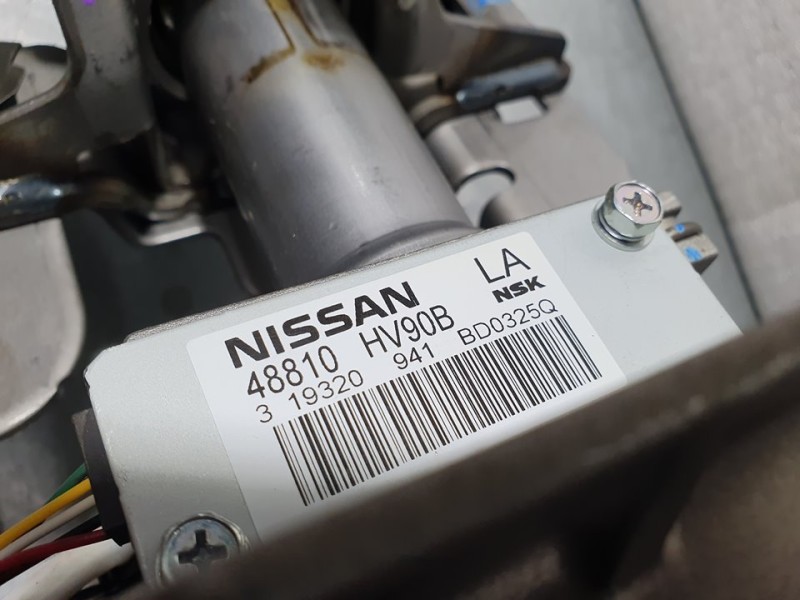 NISSAN LA
48810 HV90B NSK
3 19320 941 BD0325Q